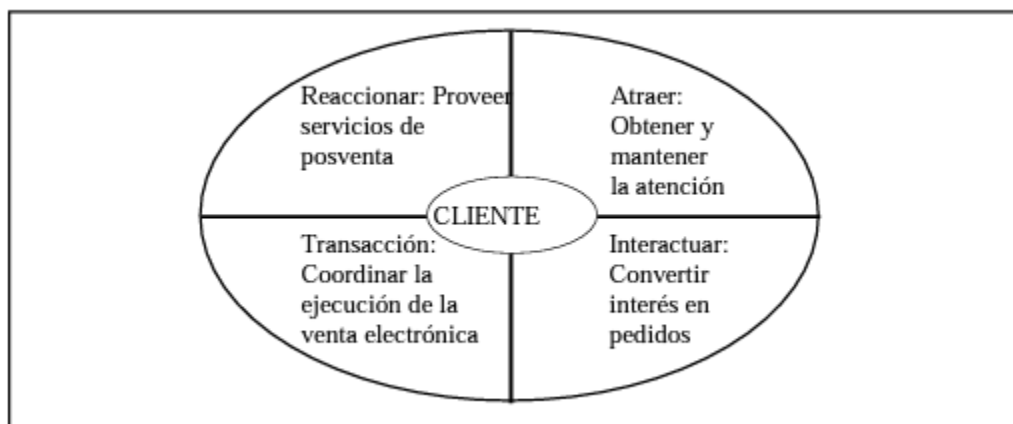 Reaccionar: Proveer
servicios de
posventa
Atraer:
Obtener y
mantener
la atención
CLIENTE
Transacción:
Coordinar la
ejecución de la
venta electrónica
Interactuar:
Convertir
interés en
pedidos